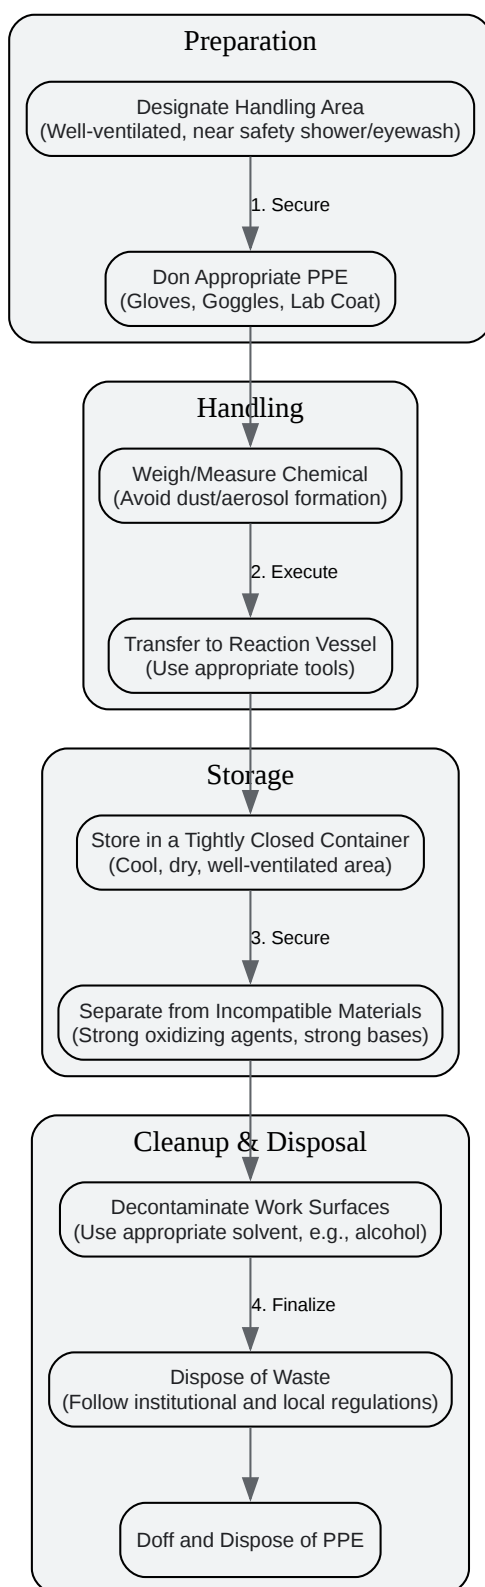 Preparation
Designate Handling Area
(Well-ventilated, near safety shower/eyewash)
1. Secure
Don Appropriate PPE
(Gloves, Goggles, Lab Coat)
Handling
Weigh/Measure Chemical
(Avoid dust/aerosol formation)
2. Execute
Transfer to Reaction Vessel
(Use appropriate tools)
Storage
Store in a Tightly Closed Container
(Cool, dry, well-ventilated area)
3. Secure
Separate from Incompatible Materials
(Strong oxidizing agents, strong bases)
Cleanup & Disposal
Decontaminate Work Surfaces
(Use appropriate solvent, e.g., alcohol)
4. Finalize
Dispose of Waste
(Follow institutional and local regulations)
Doff and Dispose of PPE